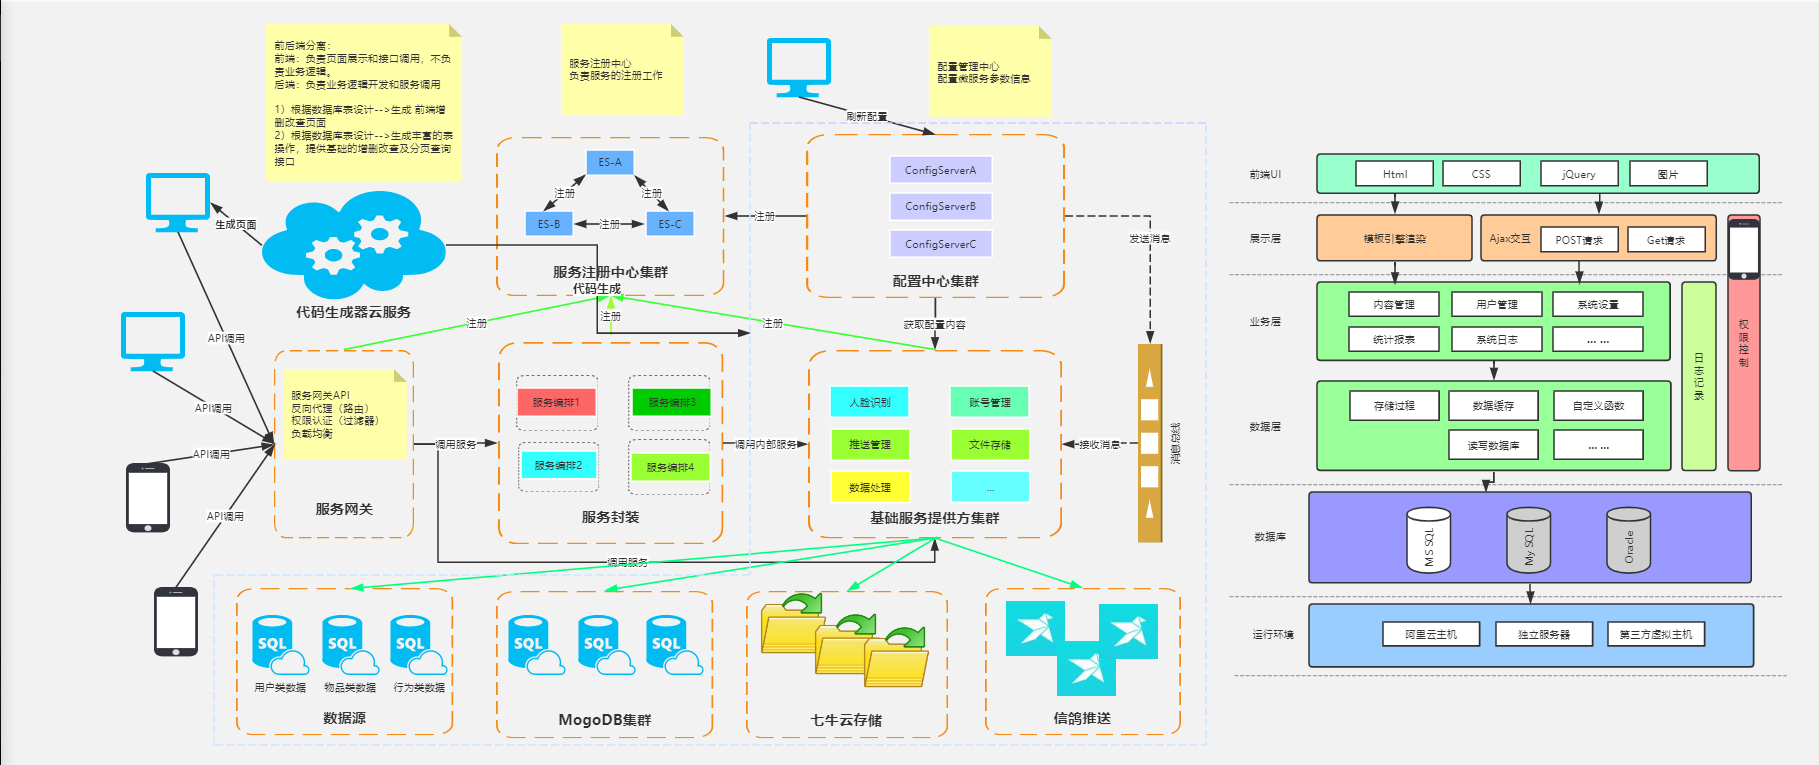 前后端分离：
前端：负责页面展示和接口调用，不负
责业务逻辑。
后端：负责业务逻辑开发和服务调用
1）根据数据库表设计-->生成 前端增
删改查页面
2）根据数据库表设计-->生成丰富的表
操作，提供基础的增删改查及分页查询
接口
服务注册中心
负责服务的注册工作
配置管理中心
配置微服务参数信息
刷新配置
ES-A
注册
注册
ES-B
注册
ES-C
服务注册中心集群
代码生成
注册
ConfigServerA
ConfigServerB
ConfigServerC
配置中心集群
发送消息
生成页面
代码生成器云服务
注册
注册
注册
获取配置内容
API调用
API调用
API调用
API调用
服务网关API
反向代理（路由）
权限认证（过滤器）
负载均衡
服务网关
调用服务
服务编排1
服务编排3
服务编排2
服务编排4
服务封装
调用内部服务
人脸识别
账号管理
推送管理
文件存储
数据处理
...
基础服务提供方集群
接收消息
消息总线
调用服务
SQL
SQL
SQL
用户类数据
物品类数据
行为类数据
数据源
SQL
SQL
SQL
MogoDB集群
七牛云存储
信鸽推送
前端UI
Html
CSS
jQuery
图片
展示层
模板引擎渲染
Ajax交互
POST请求
Get请求
业务层
内容管理
用户管理
系统设置
统计报表
系统日志
... ...
数据层
存储过程
数据缓存
自定义函数
读写数据库
... ...
日志记录
权限控制
数据库
MS SQL
My SQL
Oracle
运行环境
阿里云主机
独立服务器
第三方虚拟主机